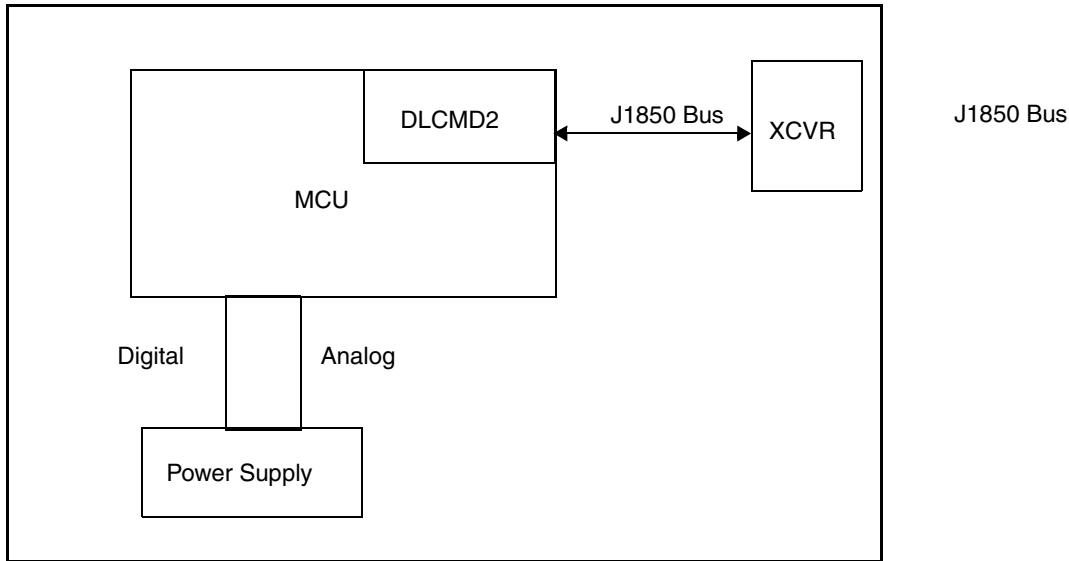 DLCMD2
J1850 Bus
XCVR
J1850 Bus
MCU
Digital
Analog
Power Supply